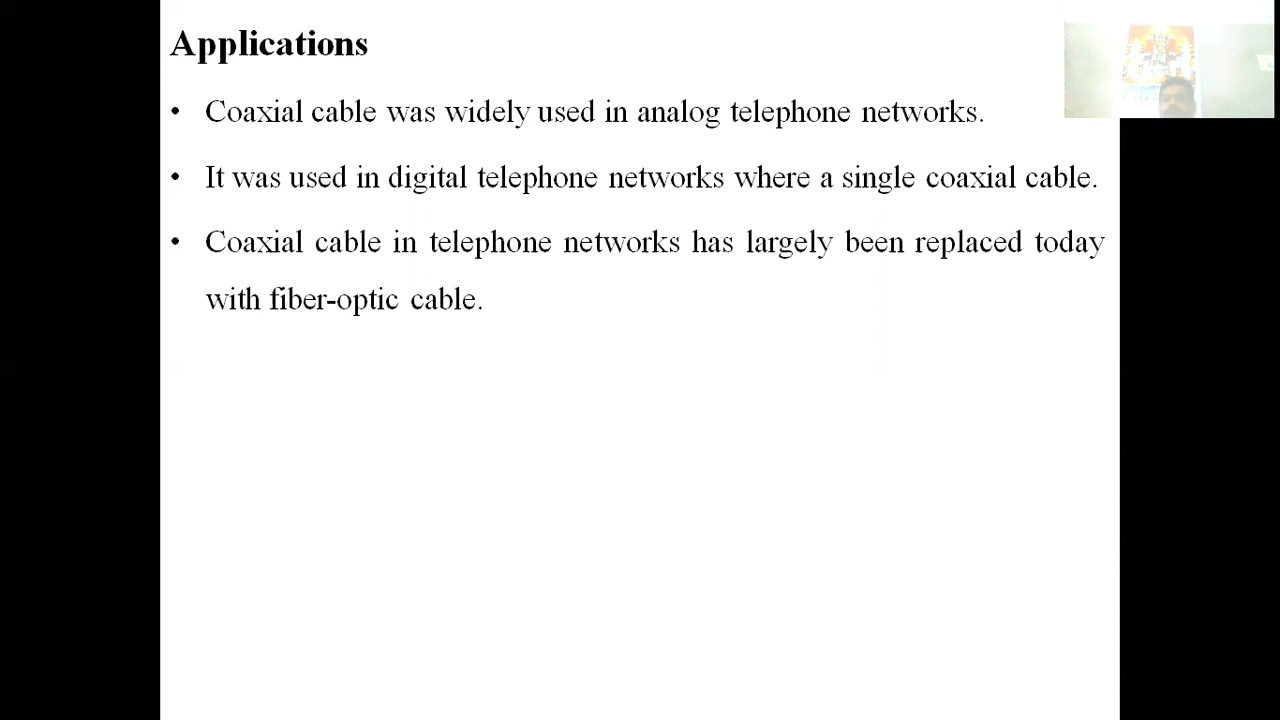 Applications
• Coaxial cable was widely used in analog telephone networks.
• It was used in digital telephone networks where a single coaxial cable.
• Coaxial cable in telephone networks has largely been replaced today
with fiber-optic cable.